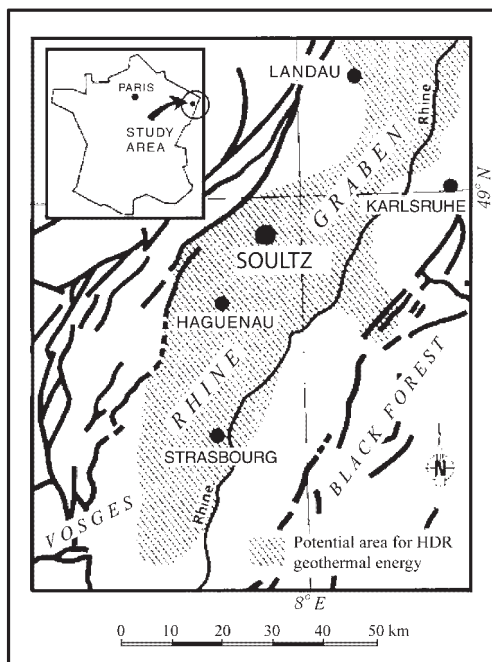 PARIS
STUDY
AREA
LANDAU
Rhine
GRABEN
KARLSRUHE
49° N
SOULTZ
HAGUENAU
RHINE
STRASBOURG
BLACK FOREST
VOSGES
Rhine
N
Potential area for HDR
geothermal energy
8° E
0 10 20 30 40 50 km